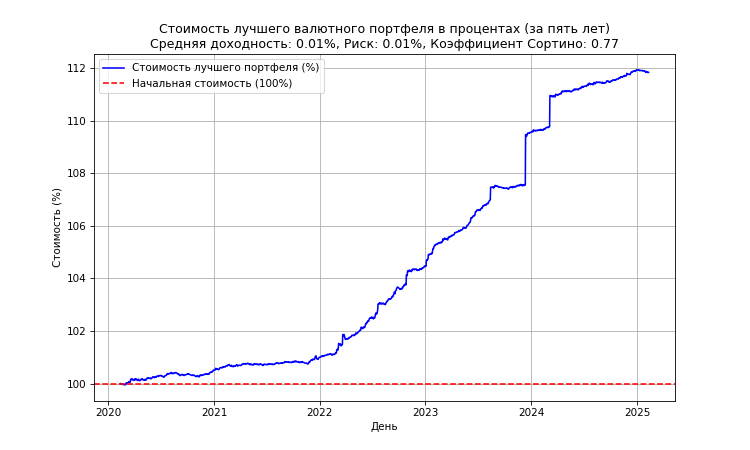 Стоимость лучшего валютного портфеля в процентах (за пять лет)
Средняя доходность: 0.01%, Риск: 0.01%, Коэффициент Сортино: 0.77
Стоимость лучшего портфеля (%)
Начальная стоимость (100%)
Стоимость (%)
112
110
108
106
104
102
100
2020
2021
2022
2023
2024
2025
День